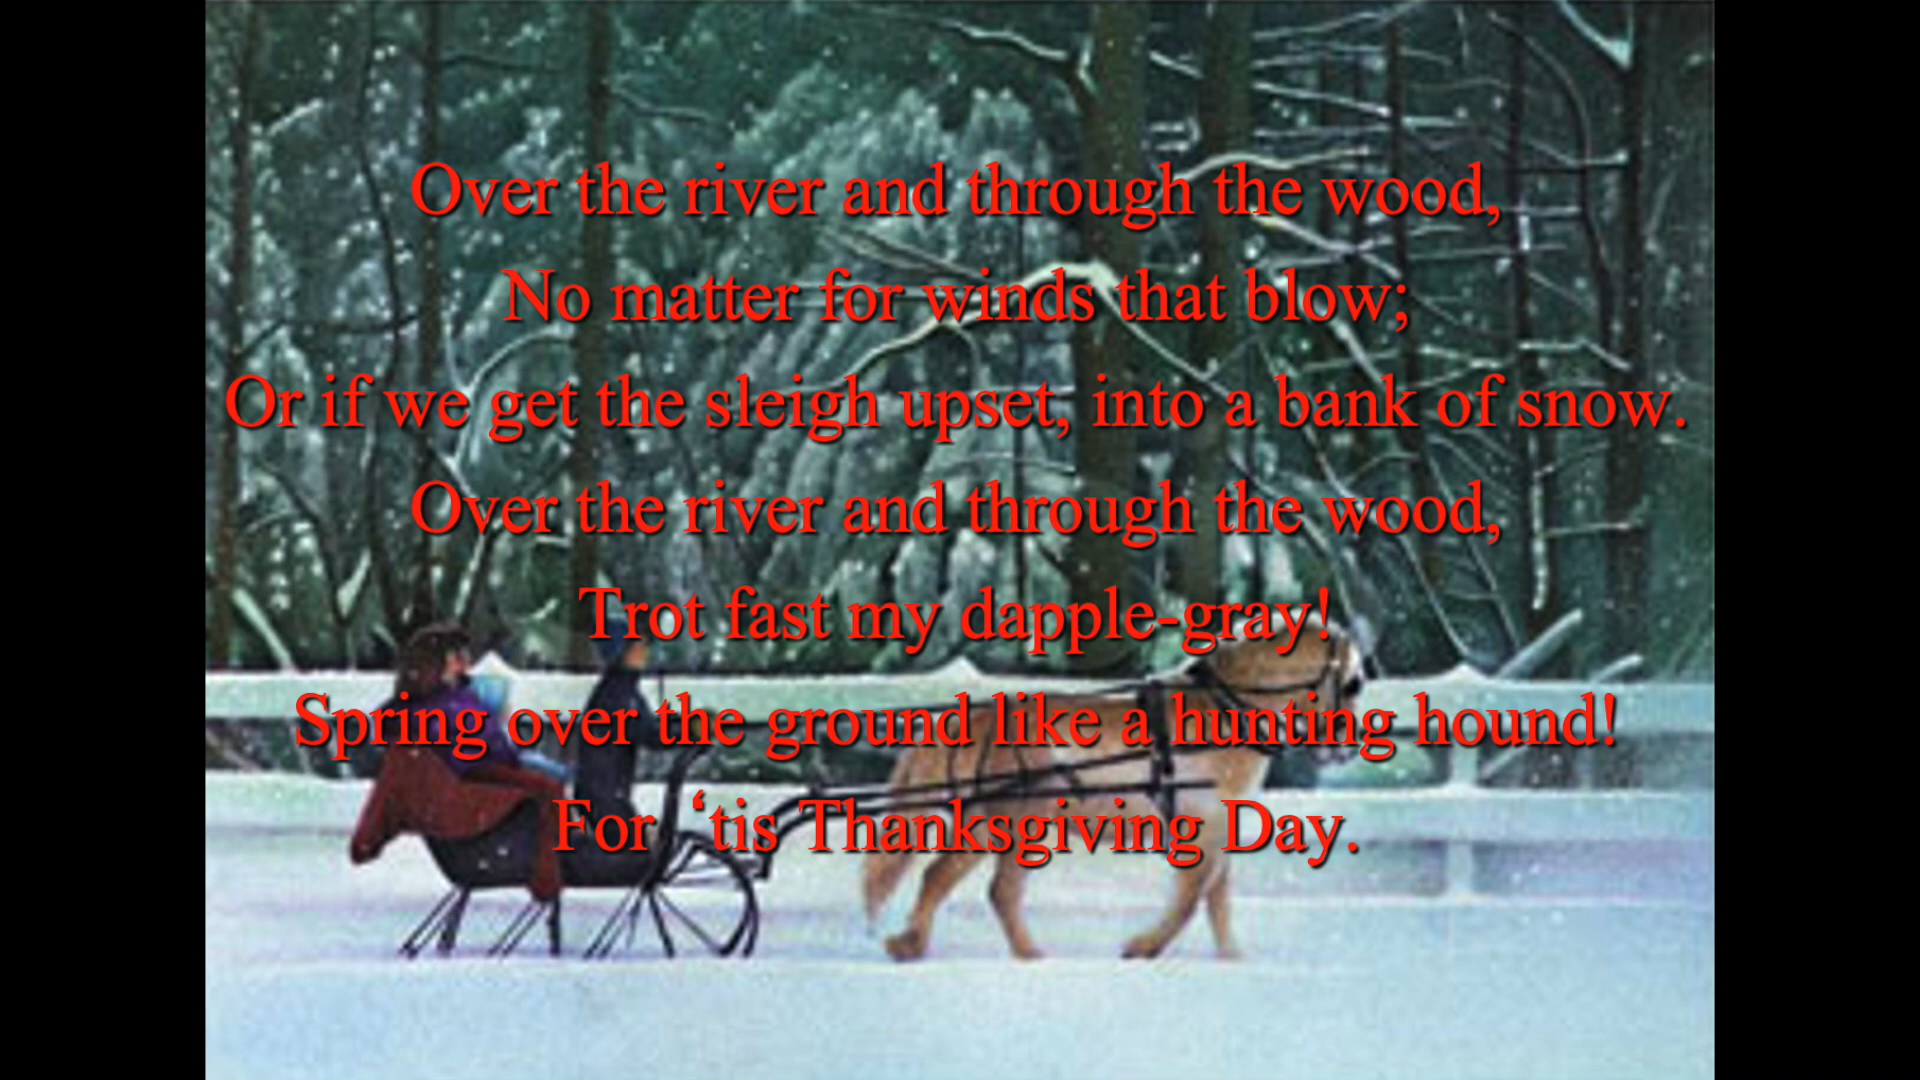 Over the river and through the wood,
No matter for winds that blow;
Or if we get the sleigh upset, into a bank of snow.
Over the river and through the wood,
Trot fast my dapple-gray!
Spring over the ground like a hunting hound!
For ‘tis Thanksgiving Day.